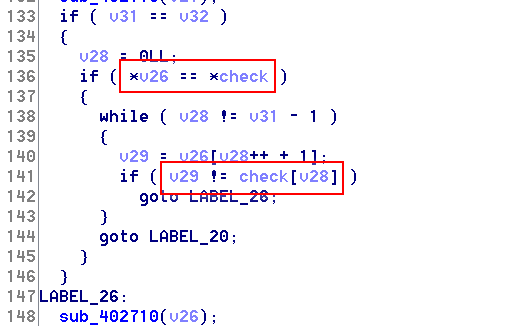 133 if ( v31 == v32 )
134 {
135 v28 = 0LL;
136 if ( *v26 == *check )
137 {
138 while ( v28 != v31 - 1 )
139 {
140 v29 = v26[v28++ + 1];
141 if ( v29 != check[v28] )
142 goto LABEL_26;
143 }
144 goto LABEL_20;
145 }
146 }
147 LABEL_26:
148 sub_402710(v26);